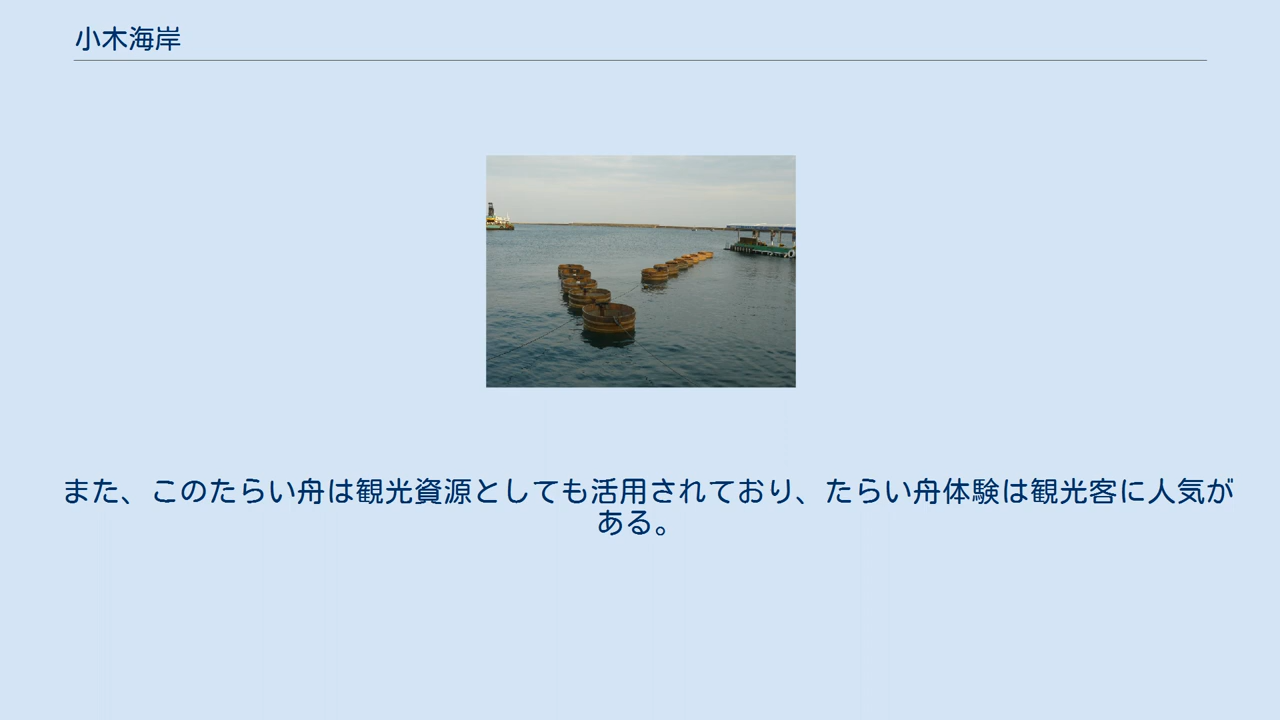 小木海岸
また、このたらい舟は観光資源としても活用されており、たらい舟体験は観光客に人気が
ある。